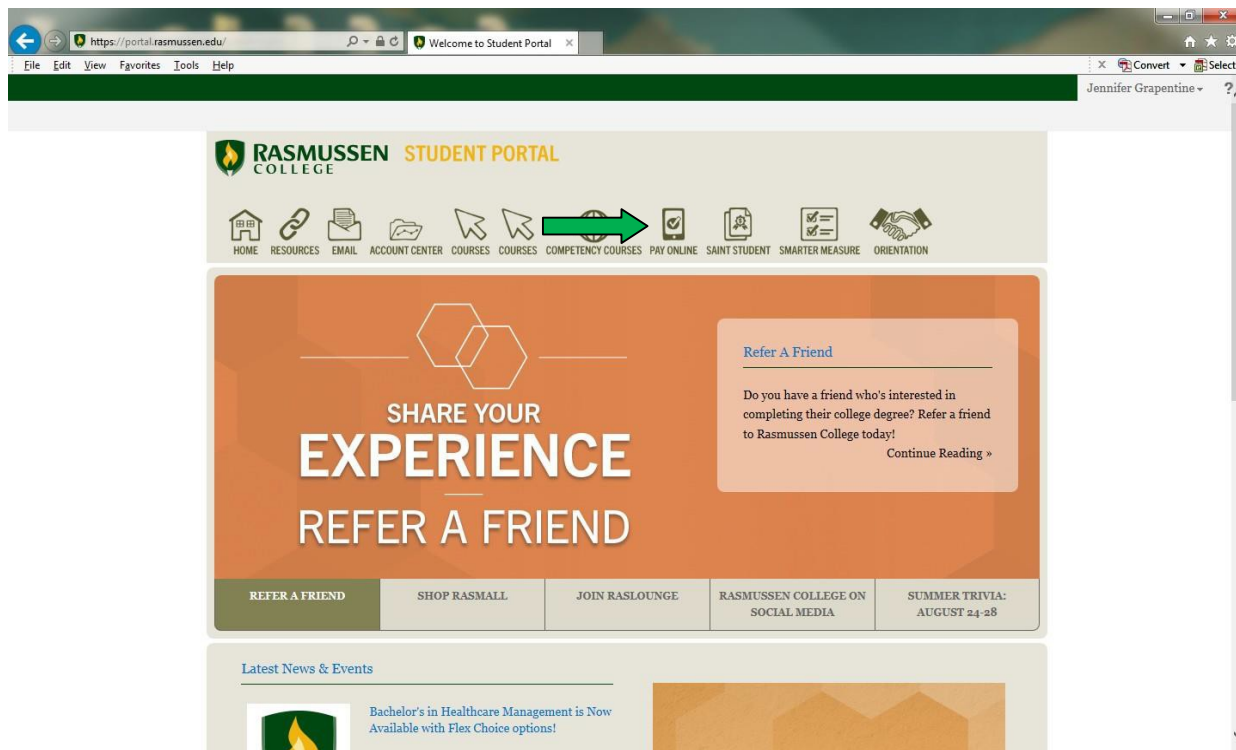 https://portal.rasmussen.edu/
Welcome to Student Portal
File Edit View Favorites Tools Help
Convert Select
Jennifer Grapentine
RASMUSSEN
COLLEGE
STUDENT PORTAL
HOME RESOURCES EMAIL ACCOUNT CENTER COURSES COURSES COMPETENCY COURSES PAY ONLINE SAINT STUDENT SMARTER MEASURE ORIENTATION
SHARE YOUR
EXPERIENCE
REFER A FRIEND
Refer A Friend
Do you have a friend who's interested in
completing their college degree? Refer a friend
to Rasmussen College today!
Continue Reading »
REFER A FRIEND
SHOP RASMALL
JOIN RASLOUNGE
RASMUSSEN COLLEGE ON
SOCIAL MEDIA
SUMMER TRIVIA:
AUGUST 24-28
Latest News & Events
Bachelor's in Healthcare Management is Now
Available with Flex Choice options!